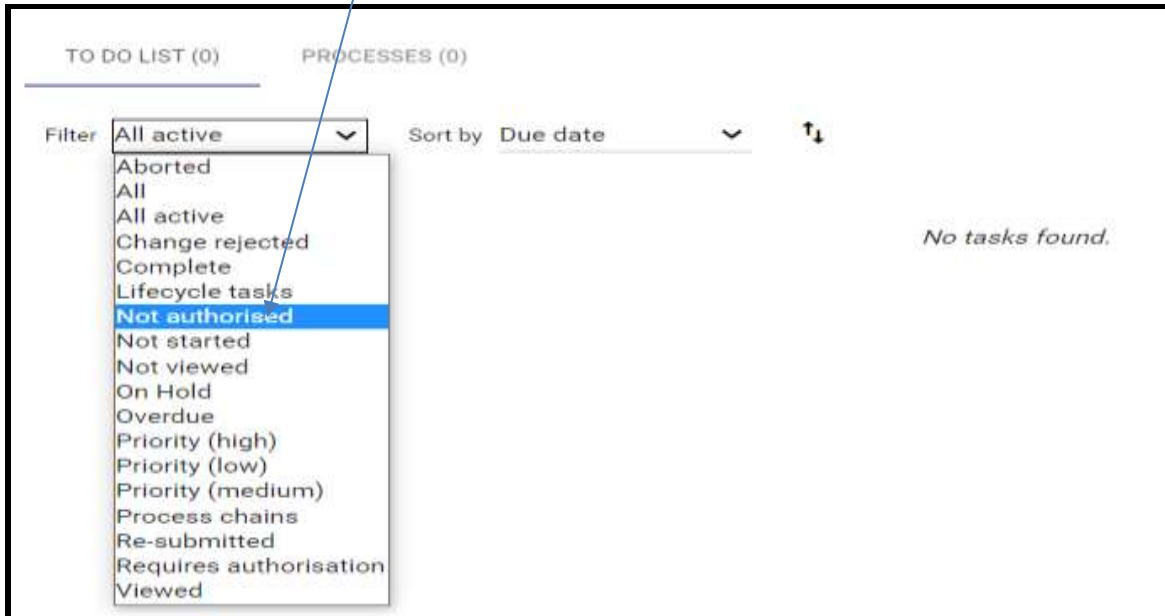 TO DO LIST (0) PROCESSES (0)
Filter All active Sort by Due date
Aborted
All
All active
Change rejected
No tasks found.
Complete
Lifecycle tasks
Not authorised
Not started
Not viewed
On Hold
Overdue
Priority (high)
Priority (low)
Priority (medium)
Process chains
Re-submitted
Requires authorisation
Viewed